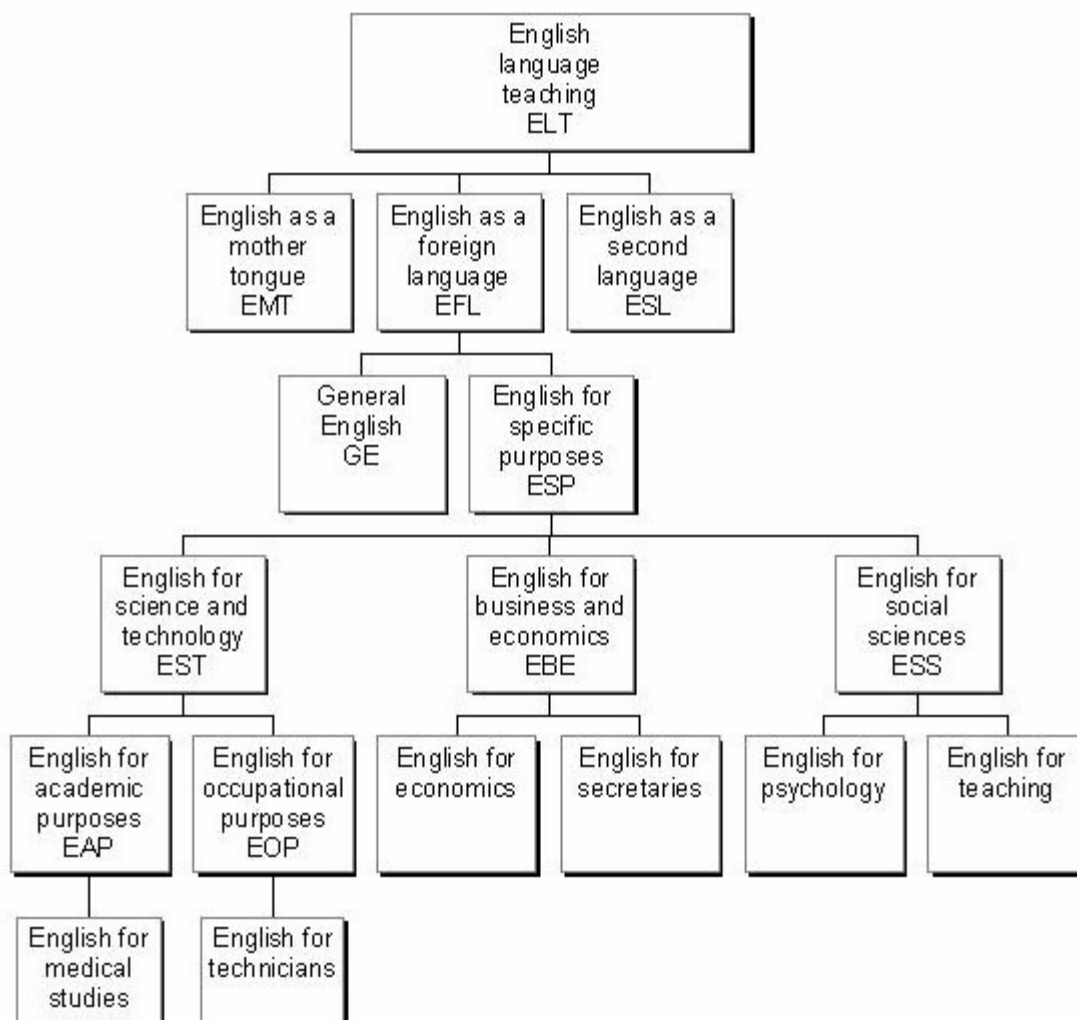 English
language
teaching
ELT
English as a
mother
tongue
EMT
English as a
foreign
language
EFL
English as a
second
language
ESL
General
English
GE
English for
specific
purposes
ESP
English for
science and
technology
EST
English for
business and
economics
EBE
English for
social
sciences
ESS
English for
academic
purposes
EAP
English for
occupational
purposes
EOP
English for
economics
English for
secretaries
English for
psychology
English for
teaching
English for
medical
studies
English for
technicians